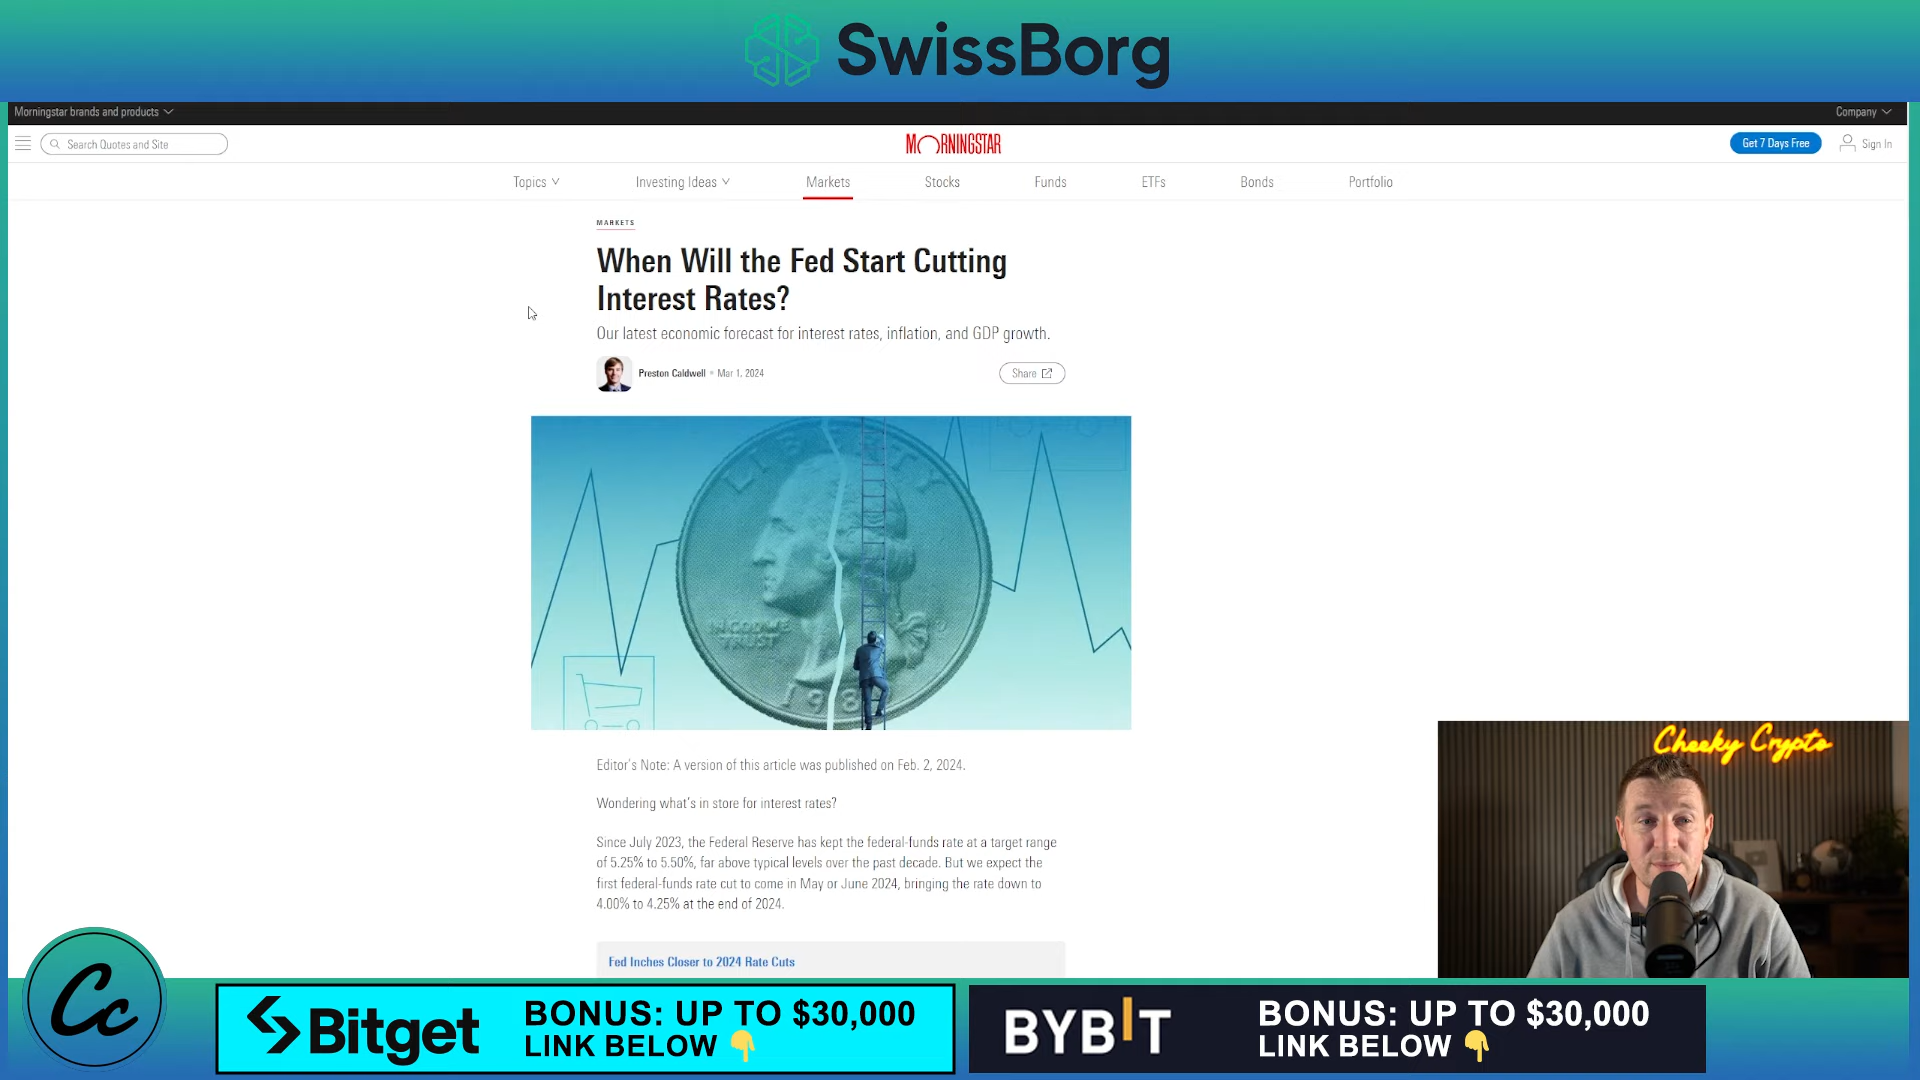 SwissBorg
Morningstar brands and products
Company
Search Quotes and Site
MORNINGSTAR
Get 7 Days Free
Sign In
Topics
Investing Ideas
Markets
Stocks
Funds
ETFs
Bonds
Portfolio
MARKETS
When Will the Fed Start Cutting
Interest Rates?
Our latest economic forecast for interest rates, inflation, and GDP growth.
Preston Caldwell • Mar 1, 2024
Share
LIBERTY
IN GOD WE
TRUST
198
Editor's Note: A version of this article was published on Feb. 2, 2024.
Wondering what's in store for interest rates?
Since July 2023, the Federal Reserve has kept the federal-funds rate at a target range
of 5.25% to 5.50%, far above typical levels over the past decade. But we expect the
first federal-funds rate cut to come in May or June 2024, bringing the rate down to
4.00% to 4.25% at the end of 2024.
Fed Inches Closer to 2024 Rate Cuts
Cheeky Crypto
Cc
Bitget
BONUS: UP TO $30,000
LINK BELOW 👇
BYBIT
BONUS: UP TO $30,000
LINK BELOW 👇